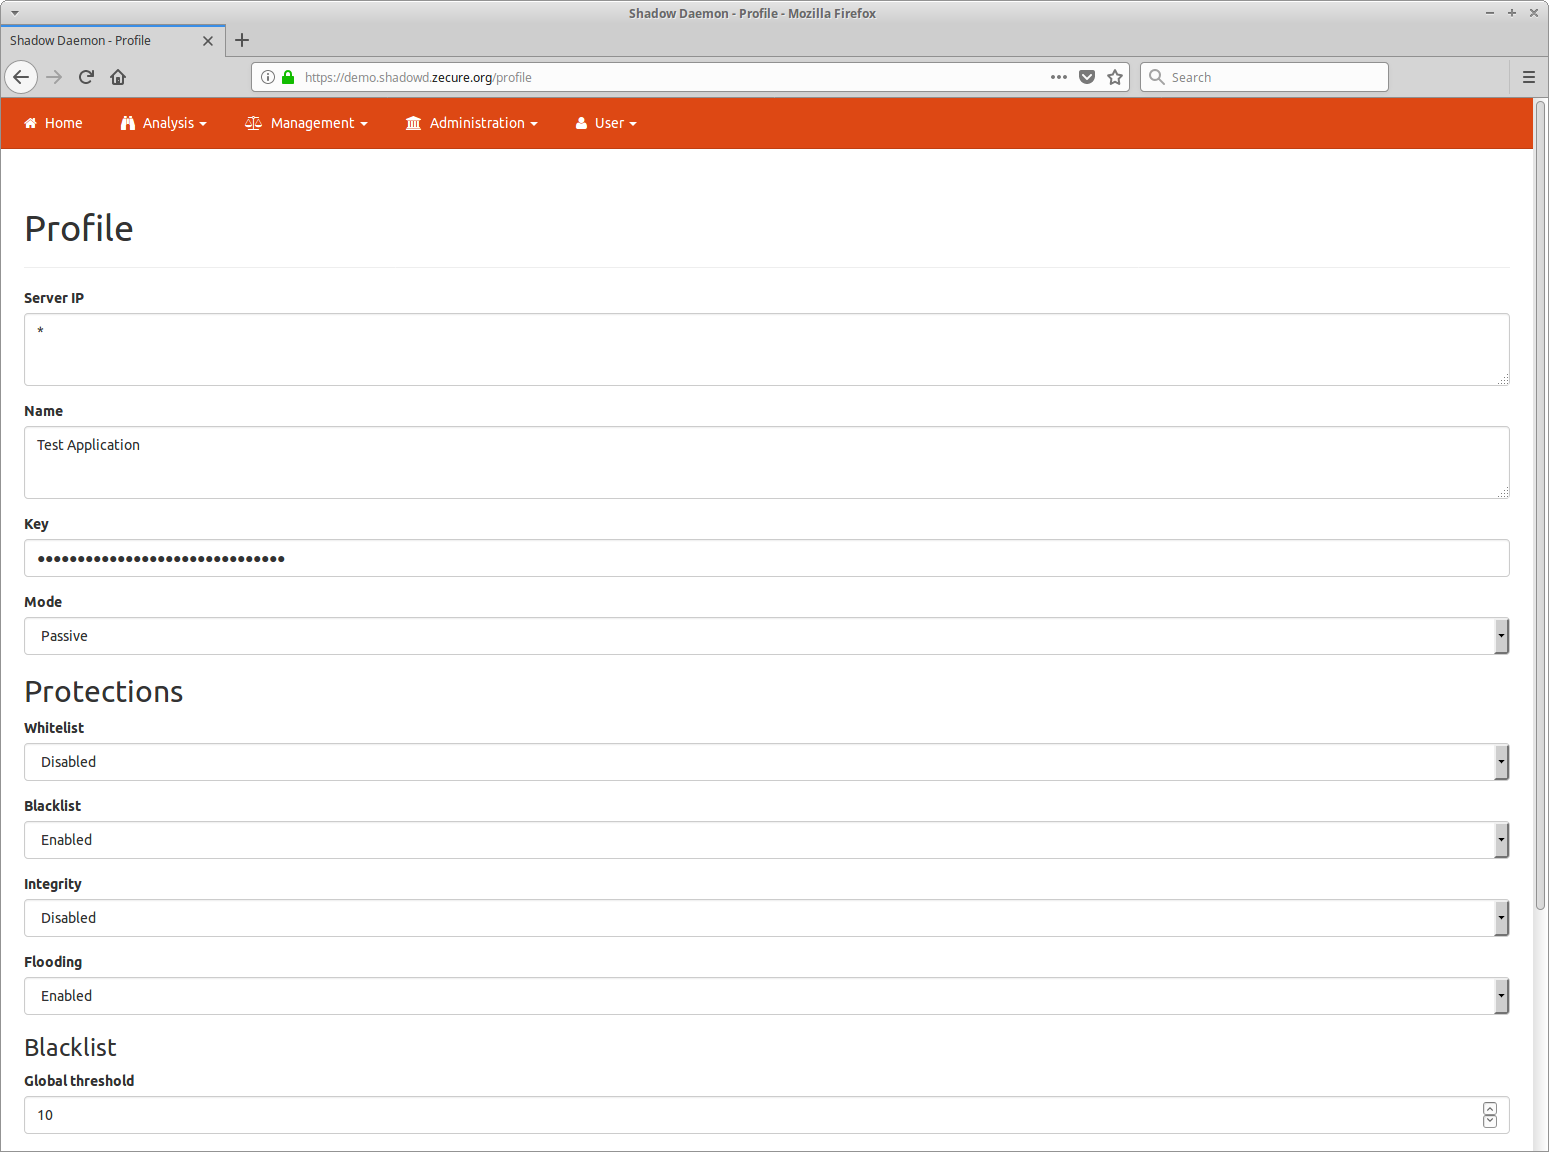 Shadow Daemon - Profile - Mozilla Firefox
Shadow Daemon - Profile
https://demo.shadowd.zecure.org/profile
Search
Home Analysis Management Administration User
Profile
Server IP
*
Name
Test Application
Key
●●●●●●●●●●●●●●●●●●●●●●●●●●●●●●●
Mode
Passive
Protections
Whitelist
Disabled
Blacklist
Enabled
Integrity
Disabled
Flooding
Enabled
Blacklist
Global threshold
10